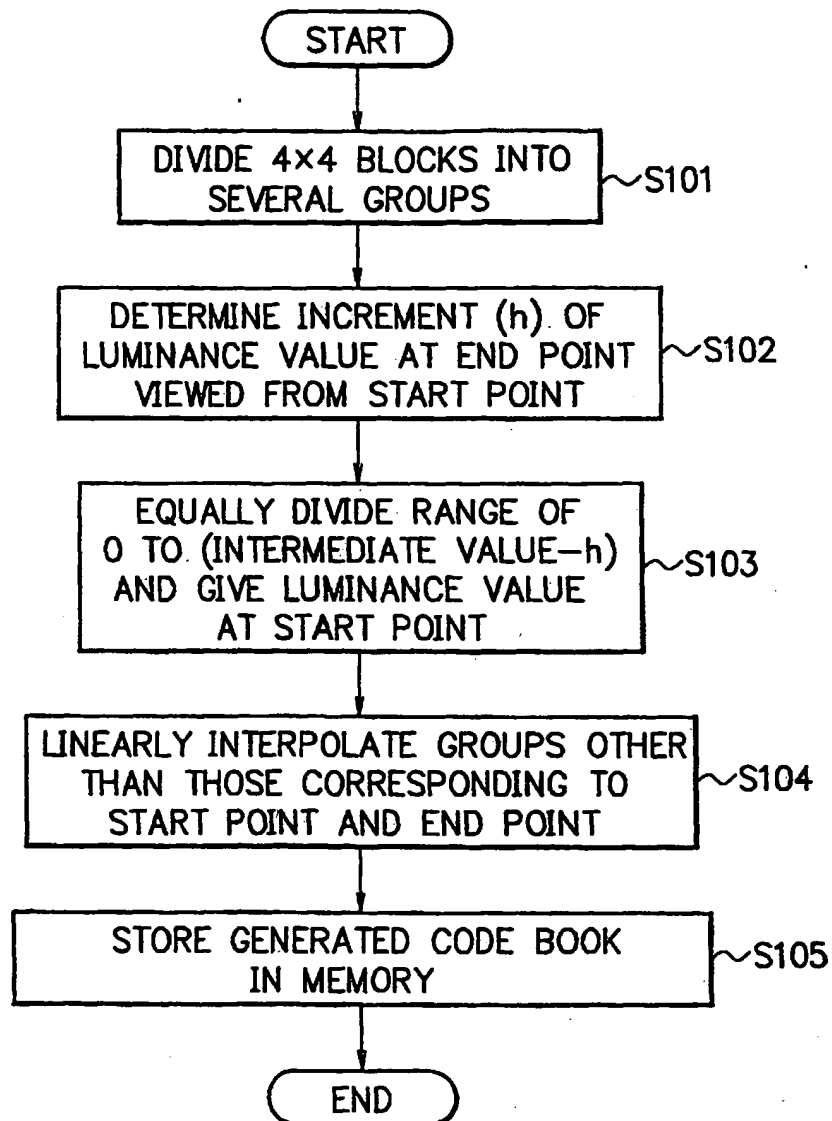 START
DIVIDE 4×4 BLOCKS INTO
SEVERAL GROUPS
S101
DETERMINE INCREMENT (h) OF
LUMINANCE VALUE AT END POINT
VIEWED FROM START POINT
S102
EQUALLY DIVIDE RANGE OF
0 TO (INTERMEDIATE VALUE-h)
AND GIVE LUMINANCE VALUE
AT START POINT
S103
LINEARLY INTERPOLATE GROUPS OTHER
THAN THOSE CORRESPONDING TO
START POINT AND END POINT
S104
STORE GENERATED CODE BOOK
IN MEMORY
S105
END